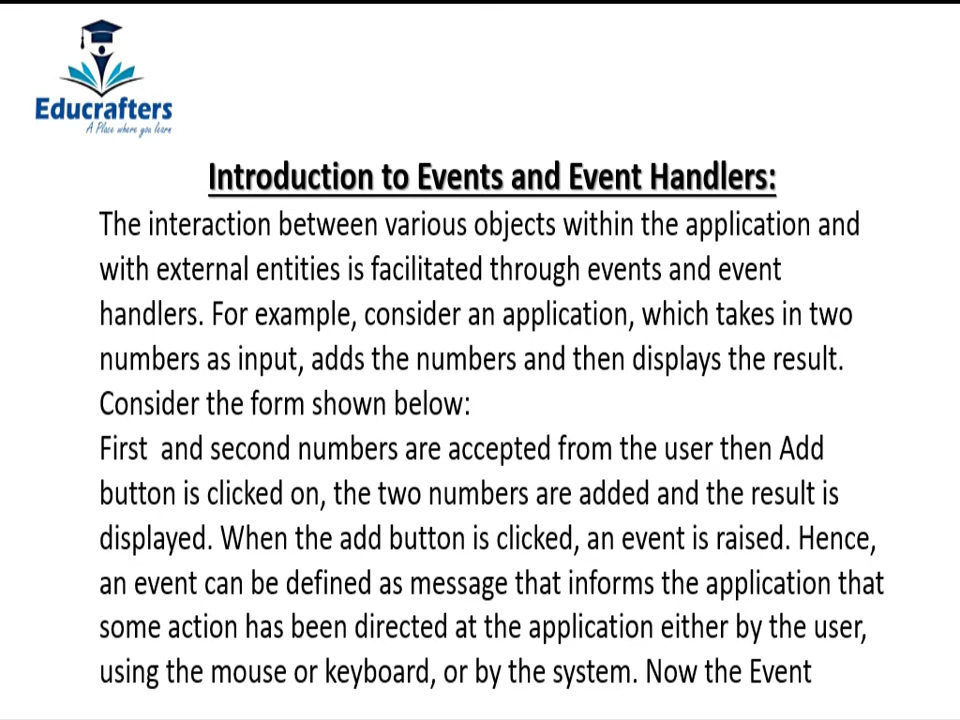 Educrafters
A Place where you learn
Introduction to Events and Event Handlers:
The interaction between various objects within the application and
with external entities is facilitated through events and event
handlers. For example, consider an application, which takes in two
numbers as input, adds the numbers and then displays the result.
Consider the form shown below:
First  and second numbers are accepted from the user then Add
button is clicked on, the two numbers are added and the result is
displayed. When the add button is clicked, an event is raised. Hence,
an event can be defined as message that informs the application that
some action has been directed at the application either by the user,
using the mouse or keyboard, or by the system. Now the Event